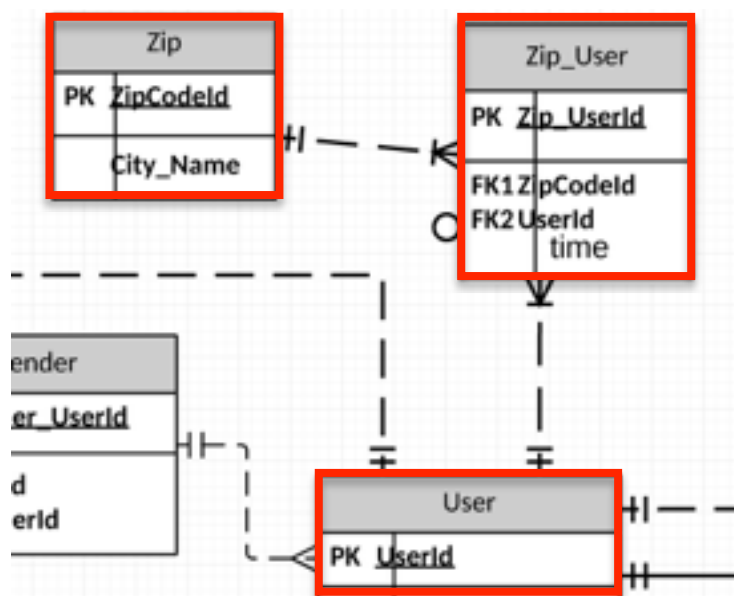 Zip
PK ZipCodeId
City_Name
Zip_User
PK Zip_UserId
FK1 ZipCodeId
FK2 UserId
time
ender
er_UserId
d
erId
User
PK UserId